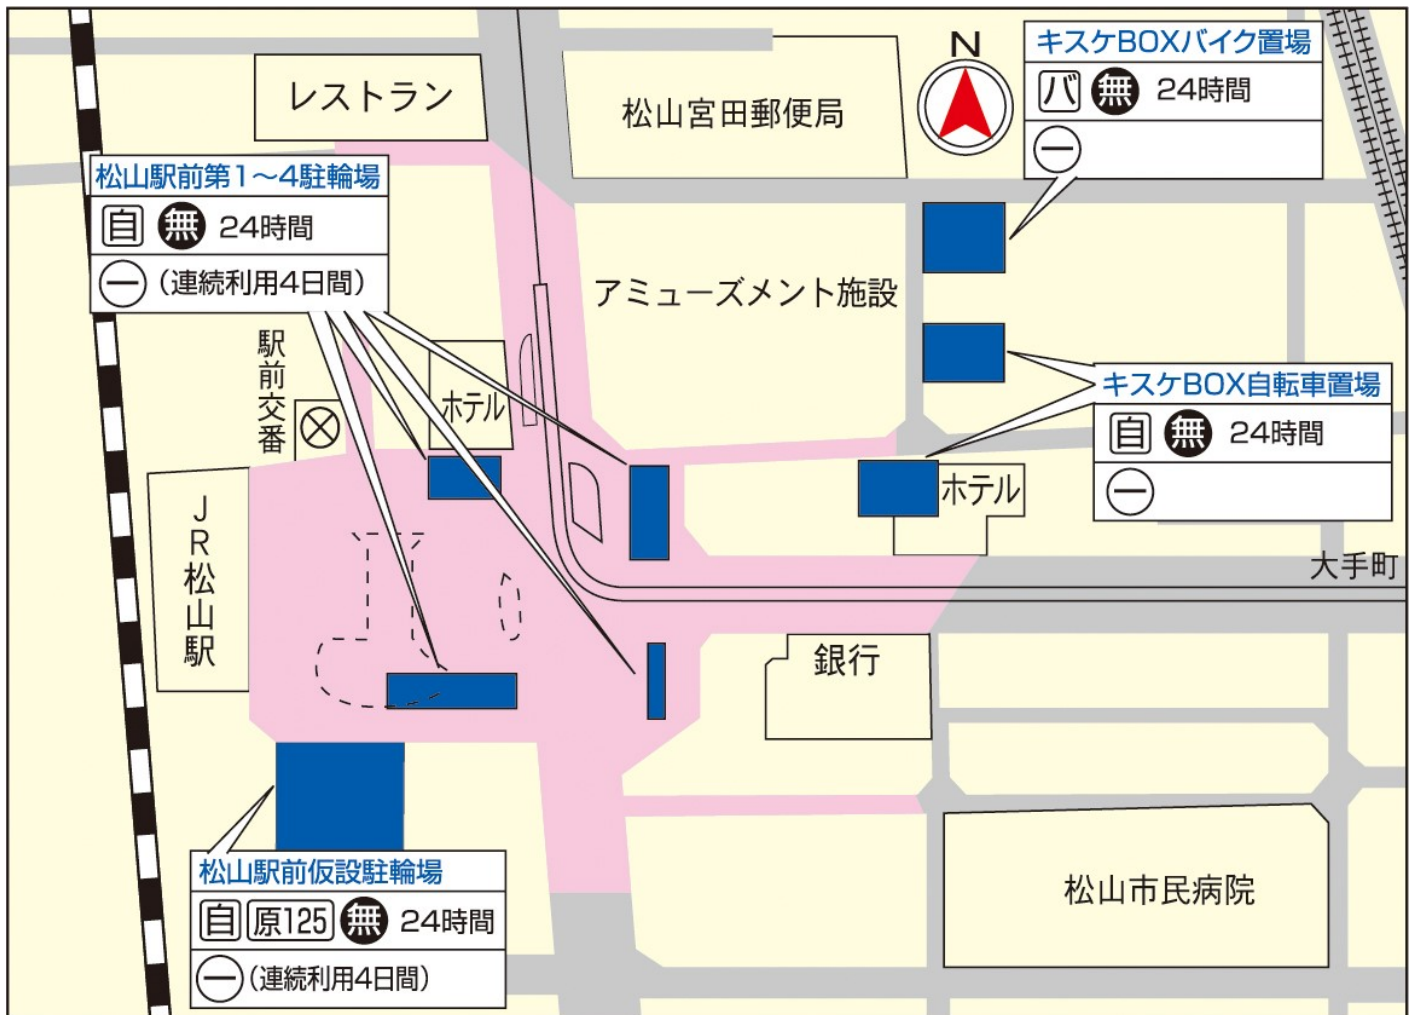 レストラン
松山宮田郵便局
N
キスケBOXバイク置場
バ 無 24時間
一
松山駅前第1～4駐輪場
自 無 24時間
一 (連続利用4日間)
アミューズメント施設
駅前交番
ホテル
キスケBOX自転車置場
自 無 24時間
一
ホテル
JR松山駅
大手町
銀行
松山駅前仮設駐輪場
自 原125 無 24時間
一 (連続利用4日間)
松山市民病院